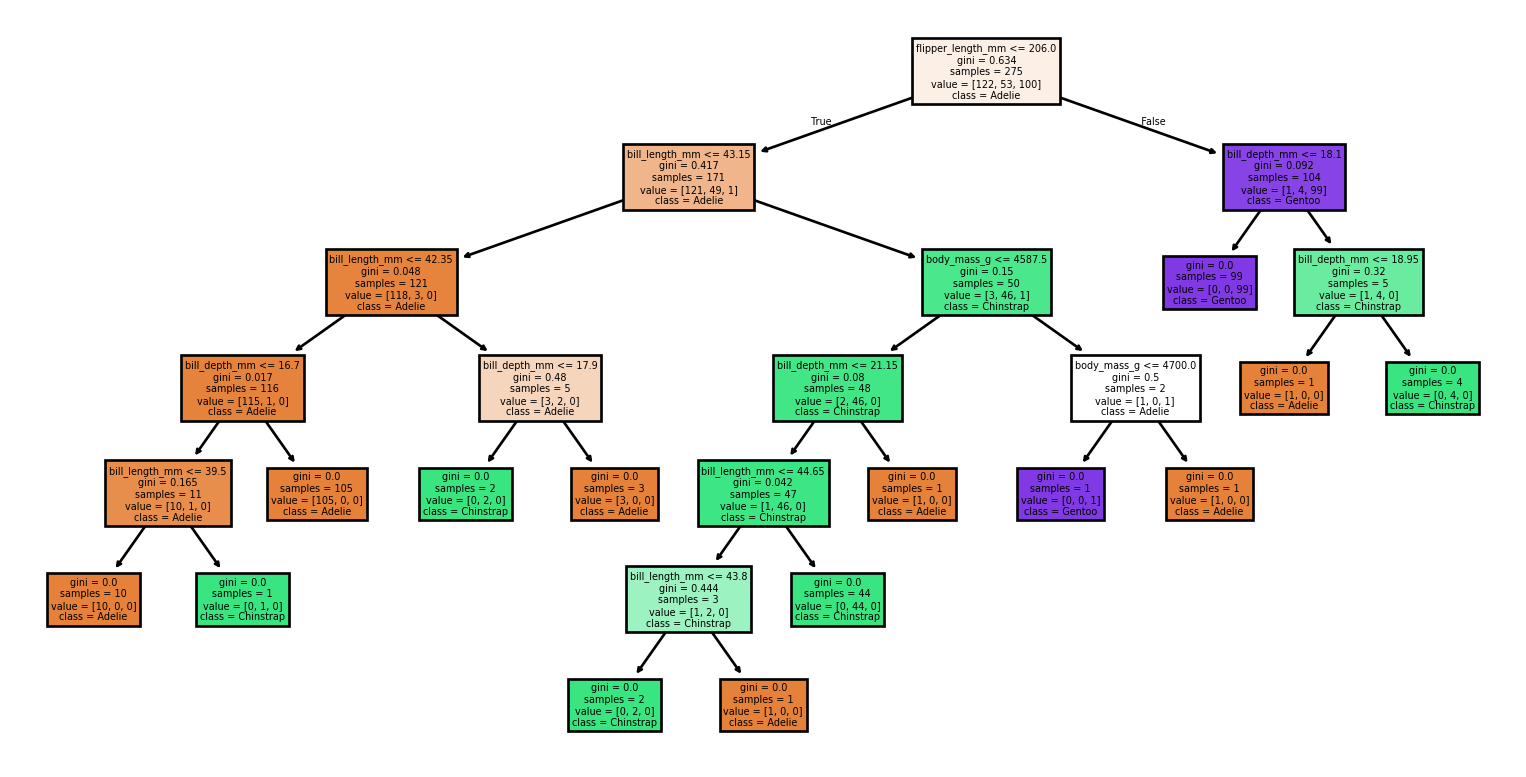 flipper_length_mm <= 206.0
gini = 0.634
samples = 275
value = [122, 53, 100]
class = Adelie
True
False
bill_length_mm <= 43.15
gini = 0.417
samples = 171
value = [121, 49, 1]
class = Adelie
bill_depth_mm <= 18.1
gini = 0.092
samples = 104
value = [1, 4, 99]
class = Gentoo
bill_length_mm <= 42.35
gini = 0.048
samples = 121
value = [118, 3, 0]
class = Adelie
body_mass_g <= 4587.5
gini = 0.15
samples = 50
value = [3, 46, 1]
class = Chinstrap
gini = 0.0
samples = 99
value = [0, 0, 99]
class = Gentoo
bill_depth_mm <= 18.95
gini = 0.32
samples = 5
value = [1, 4, 0]
class = Chinstrap
bill_depth_mm <= 16.7
gini = 0.017
samples = 116
value = [115, 1, 0]
class = Adelie
bill_depth_mm <= 17.9
gini = 0.48
samples = 5
value = [3, 2, 0]
class = Adelie
bill_depth_mm <= 21.15
gini = 0.08
samples = 48
value = [2, 46, 0]
class = Chinstrap
body_mass_g <= 4700.0
gini = 0.5
samples = 2
value = [1, 0, 1]
class = Adelie
gini = 0.0
samples = 1
value = [1, 0, 0]
class = Adelie
gini = 0.0
samples = 4
value = [0, 4, 0]
class = Chinstrap
bill_length_mm <= 39.5
gini = 0.165
samples = 11
value = [10, 1, 0]
class = Adelie
gini = 0.0
samples = 105
value = [105, 0, 0]
class = Adelie
gini = 0.0
samples = 2
value = [0, 2, 0]
class = Chinstrap
gini = 0.0
samples = 3
value = [3, 0, 0]
class = Adelie
bill_length_mm <= 44.65
gini = 0.042
samples = 47
value = [1, 46, 0]
class = Chinstrap
gini = 0.0
samples = 1
value = [1, 0, 0]
class = Adelie
gini = 0.0
samples = 1
value = [0, 0, 1]
class = Gentoo
gini = 0.0
samples = 1
value = [1, 0, 0]
class = Adelie
gini = 0.0
samples = 10
value = [10, 0, 0]
class = Adelie
gini = 0.0
samples = 1
value = [0, 1, 0]
class = Chinstrap
bill_length_mm <= 43.8
gini = 0.444
samples = 3
value = [1, 2, 0]
class = Chinstrap
gini = 0.0
samples = 44
value = [0, 44, 0]
class = Chinstrap
gini = 0.0
samples = 2
value = [0, 2, 0]
class = Chinstrap
gini = 0.0
samples = 1
value = [1, 0, 0]
class = Adelie